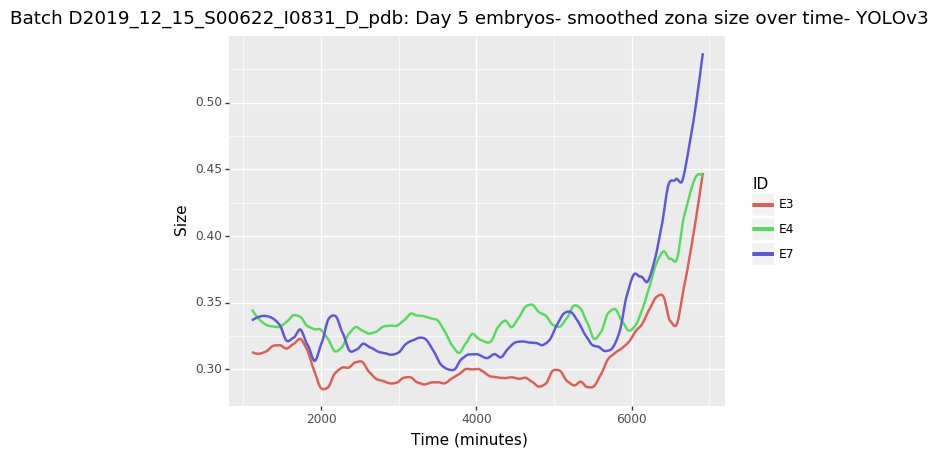 Batch D2019_12_15_S00622_I0831_D_pdb: Day 5 embryos- smoothed zona size over time- YOLOv3
0.50
0.45
0.40
0.35
0.30
Size
2000
4000
6000
Time (minutes)
ID
E3
E4
E7